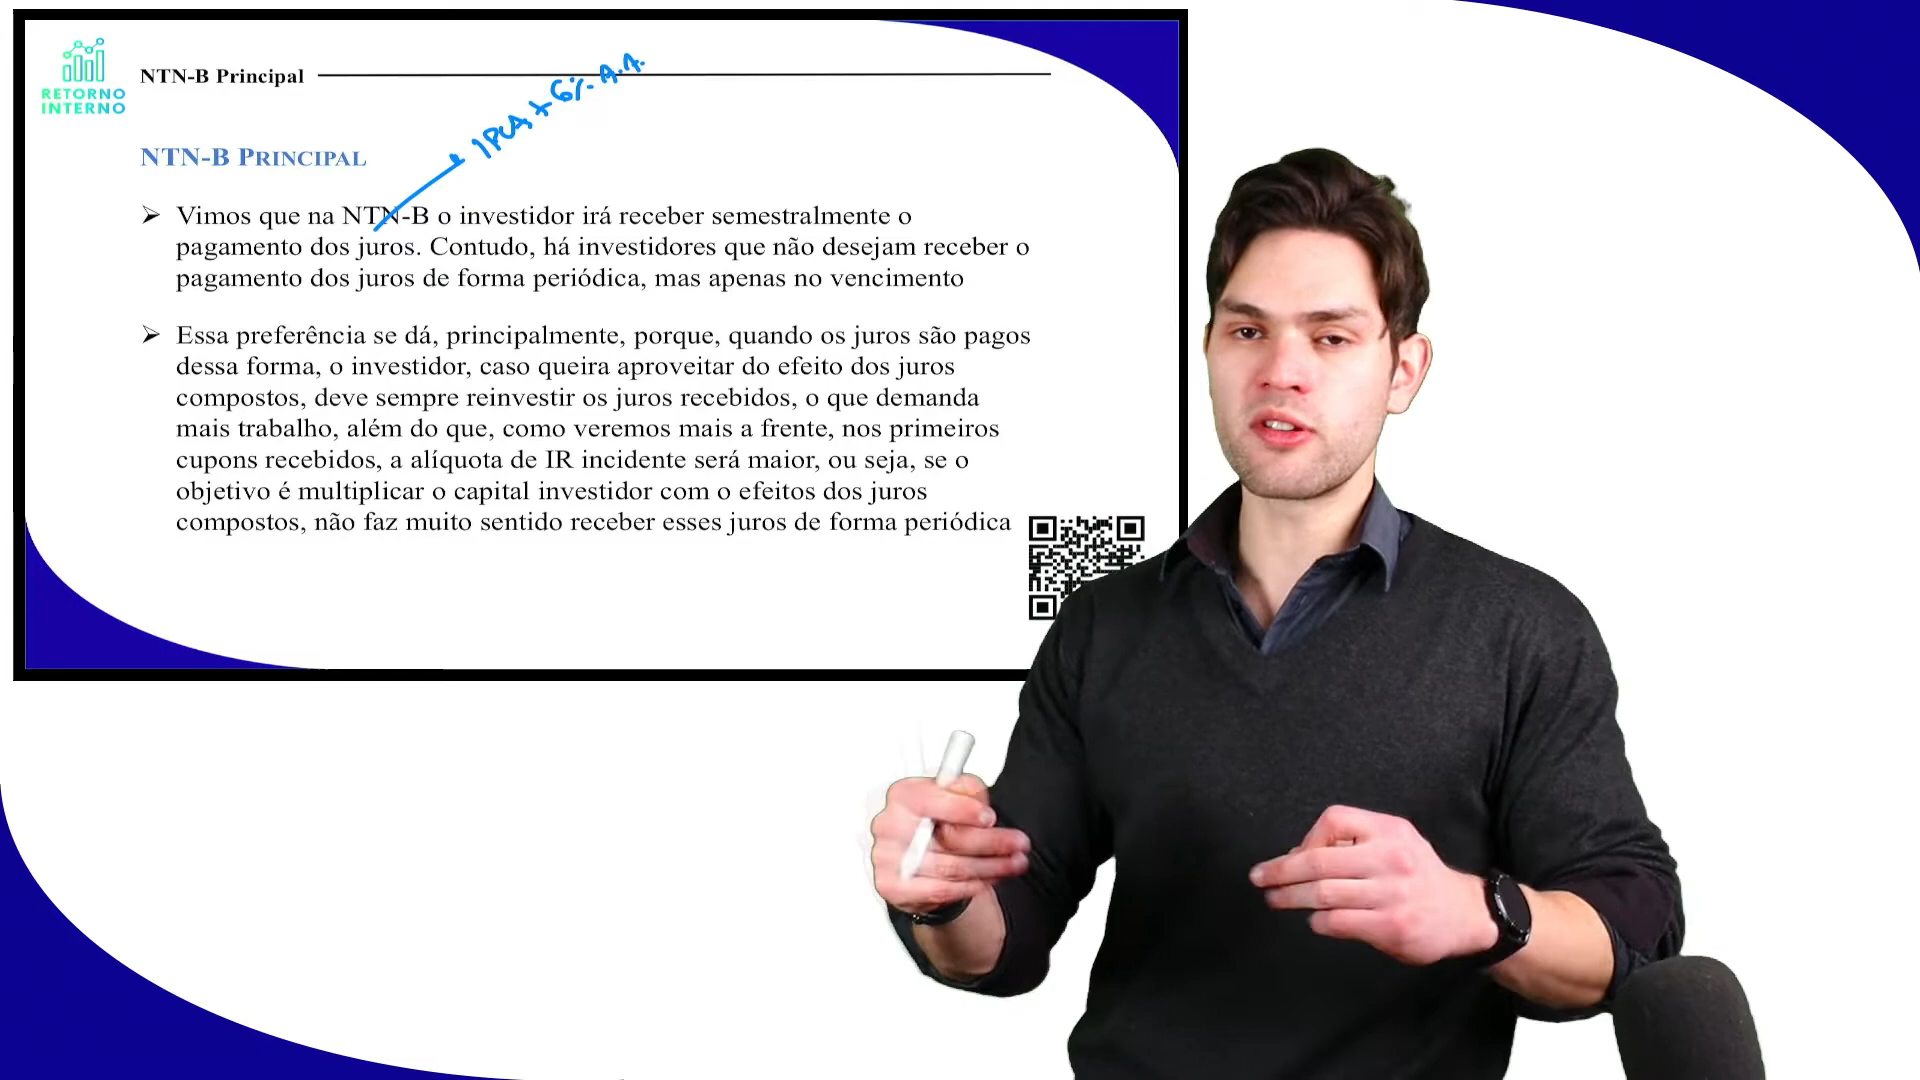 RETORNO
INTERNO
NTN-B Principal
IPCA + 6% A.A.
NTN-B PRINCIPAL
➢ Vimos que na NTN-B o investidor irá receber semestralmente o
pagamento dos juros. Contudo, há investidores que não desejam receber o
pagamento dos juros de forma periódica, mas apenas no vencimento
➢ Essa preferência se dá, principalmente, porque, quando os juros são pagos
dessa forma, o investidor, caso queira aproveitar do efeito dos juros
compostos, deve sempre reinvestir os juros recebidos, o que demanda
mais trabalho, além do que, como veremos mais a frente, nos primeiros
cupons recebidos, a alíquota de IR incidente será maior, ou seja, se o
objetivo é multiplicar o capital investidor com o efeitos dos juros
compostos, não faz muito sentido receber esses juros de forma periódica